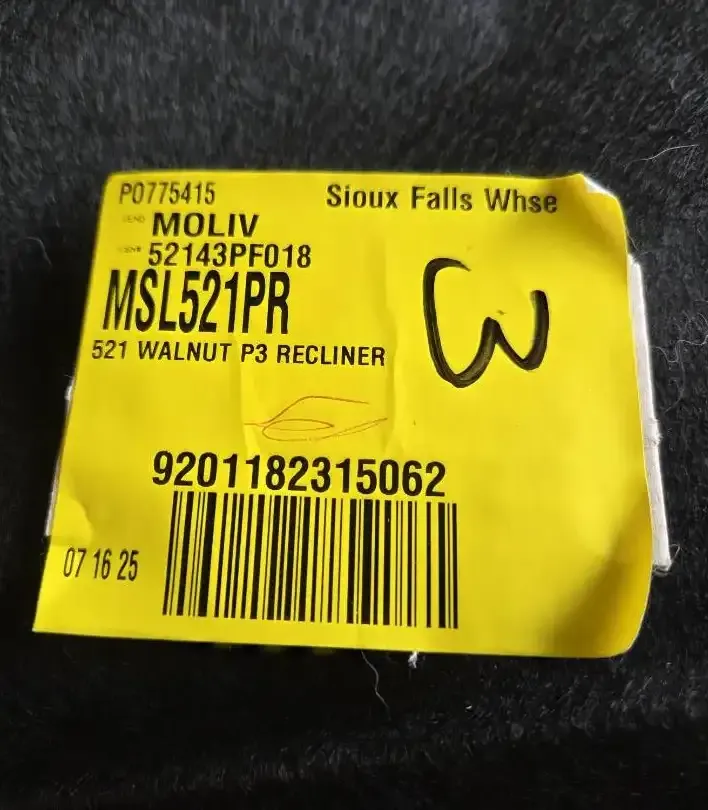 P0775415 Sioux Falls Whse
MOLIV
52143PF018
MSL521PR
521 WALNUT P3 RECLINER
W
9201182315062
07 16 25